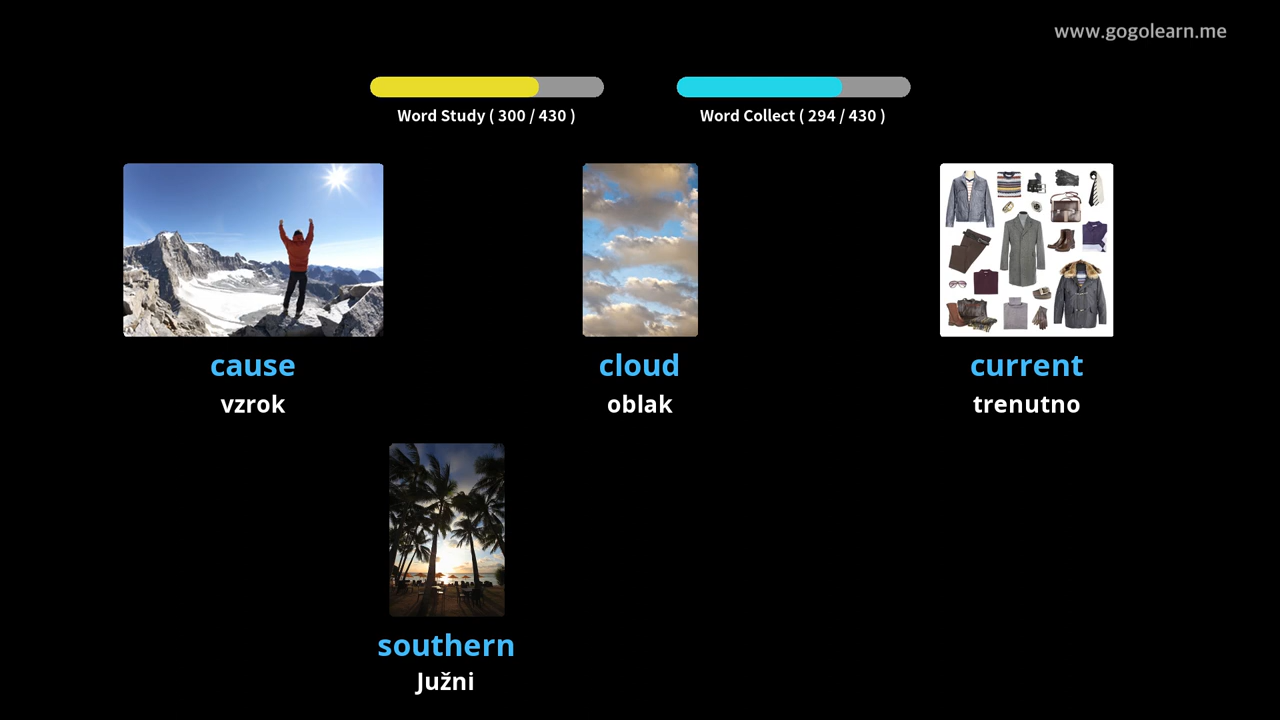 www.gogolearn.me
Word Study ( 300 / 430 )
Word Collect ( 294 / 430 )
cause
vzrok
cloud
oblak
current
trenutno
southern
Južni